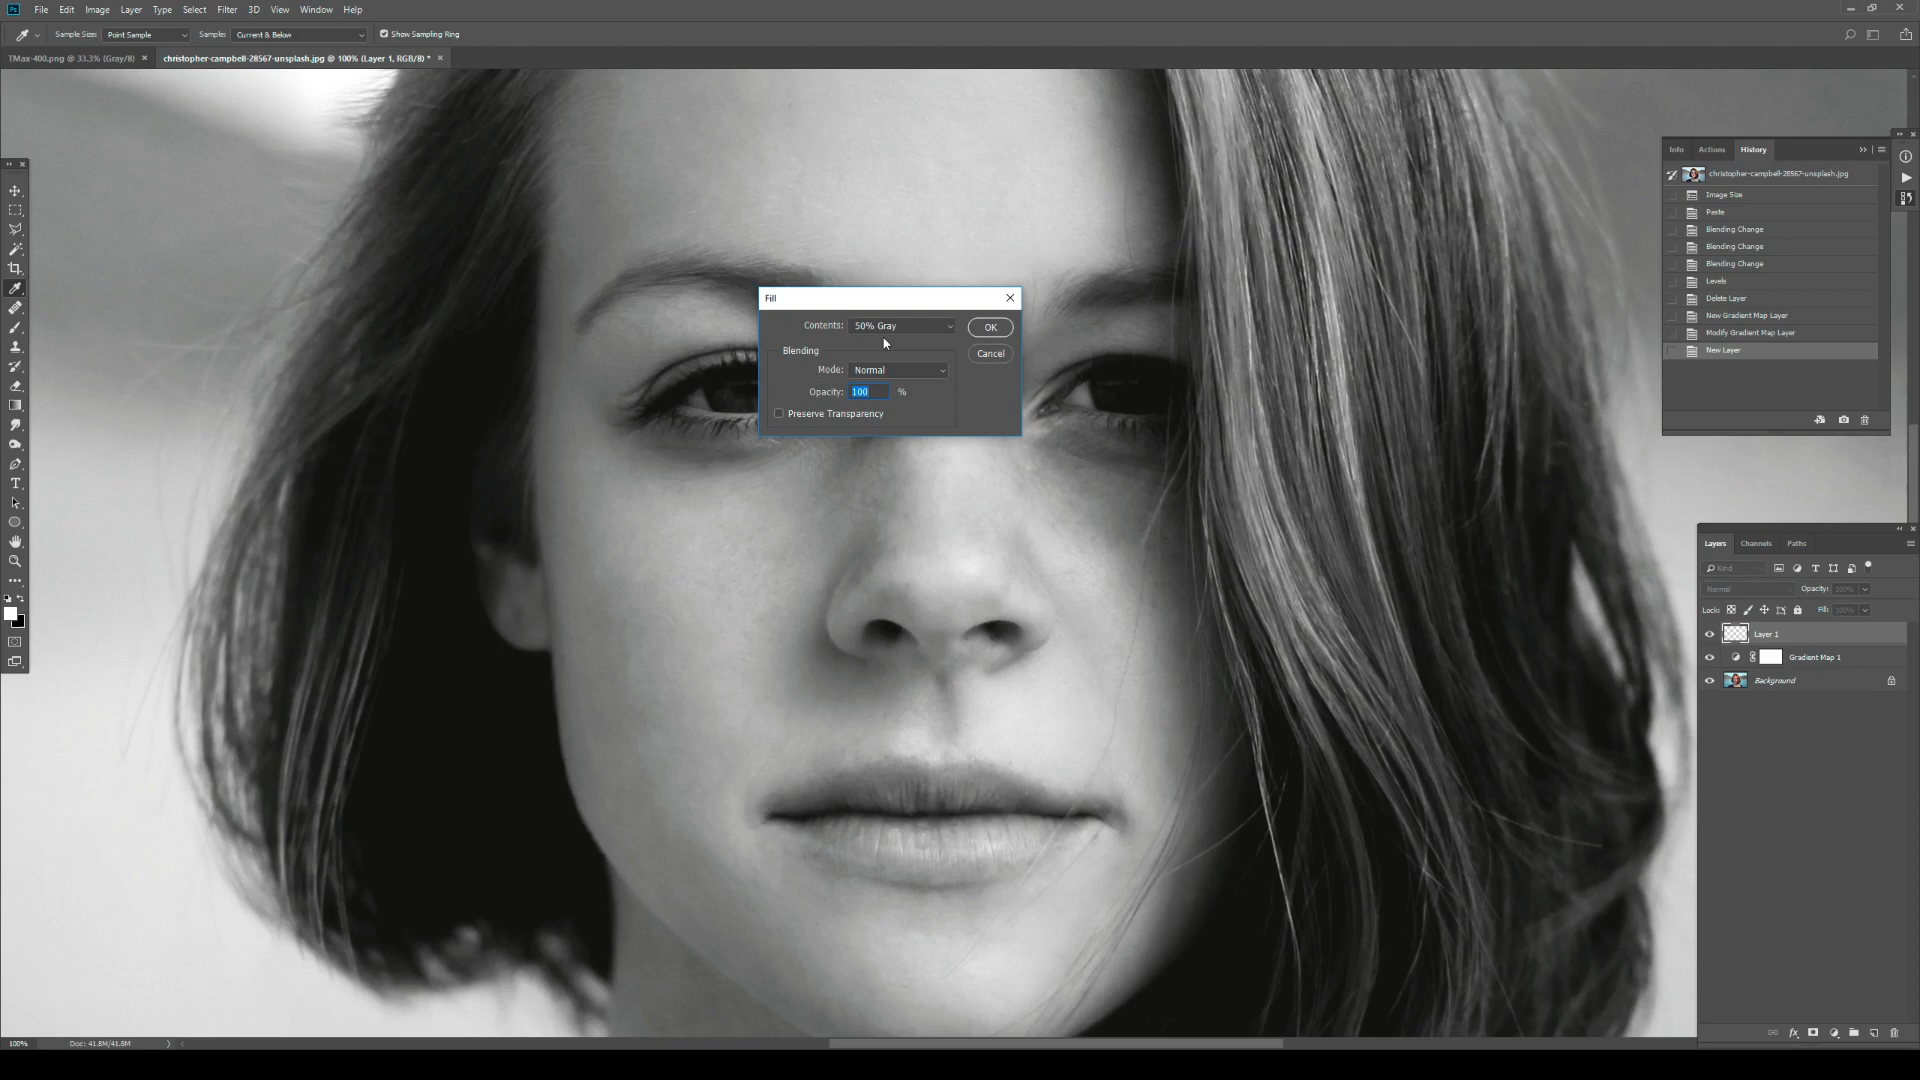 Ps File Edit Image Layer Type Select Filter 3D View Window Help
Sample Size: Point Sample Sample: Current & Below Show Sampling Ring
TMax-400.png @ 33.3% (Gray/8) × christopher-campbell-28567-unsplash.jpg @ 100% (Layer 1, RGB/8) * ×
Info Actions History
christopher-campbell-28567-unsplash.jpg
Image Size
Paste
Blending Change
Blending Change
Blending Change
Levels
Delete Layer
New Gradient Map Layer
Modify Gradient Map Layer
New Layer
Fill
Contents: 50% Gray OK
Blending Cancel
Mode: Normal
Opacity: 100 %
Preserve Transparency
T
Layers Channels Paths
Kind T
Normal Opacity: 100%
Lock: Fill: 100%
Layer 1
Gradient Map 1
Background
fx
100% Doc: 41.8M/41.8M